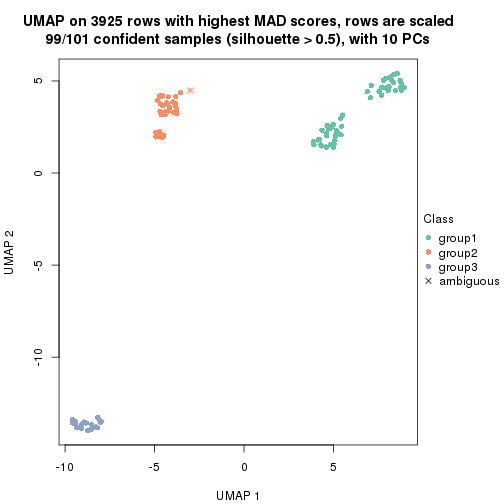 UMAP on 3925 rows with highest MAD scores, rows are scaled
99/101 confident samples (silhouette > 0.5), with 10 PCs
5
0
-5
-10
UMAP 2
-10
-5
0
5
UMAP 1
Class
group1
group2
group3
ambiguous